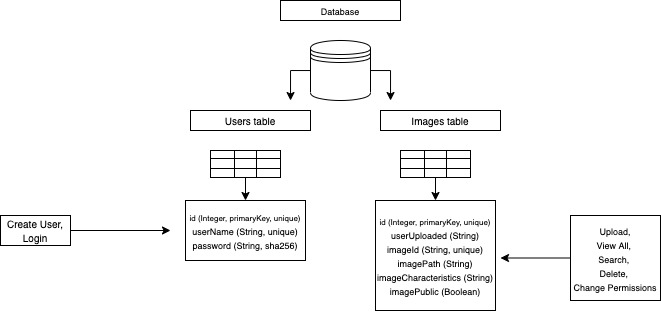 Database
Users table
Images table
id (Integer, primaryKey, unique)
userName (String, unique)
password (String, sha256)
id (Integer, primaryKey, unique)
userUploaded (String)
imageId (String, unique)
imagePath (String)
imageCharacteristics (String)
imagePublic (Boolean)
Create User,
Login
Upload,
View All,
Search,
Delete,
Change Permissions